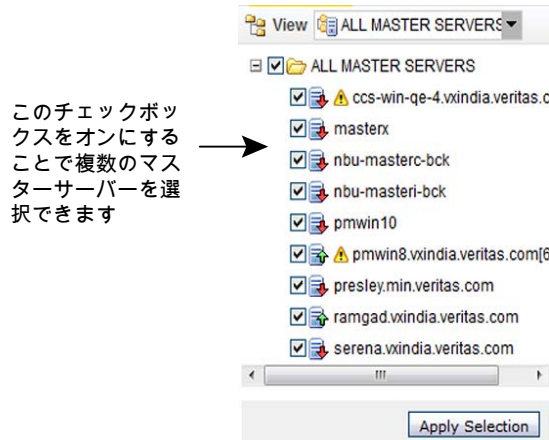 View ALL MASTER SERVERS
ALL MASTER SERVERS
このチェックボッ
クスをオンにする
ことで複数のマス
ターサーバーを選
択できます
ccs-win-qe-4.vxindia.veritas.c
masterx
nbu-masterc-bck
nbu-masteri-bck
pmwin10
pmwin8.vxindia.veritas.com[6
presley.min.veritas.com
ramgad.vxindia.veritas.com
serena.vxindia.veritas.com
Apply Selection